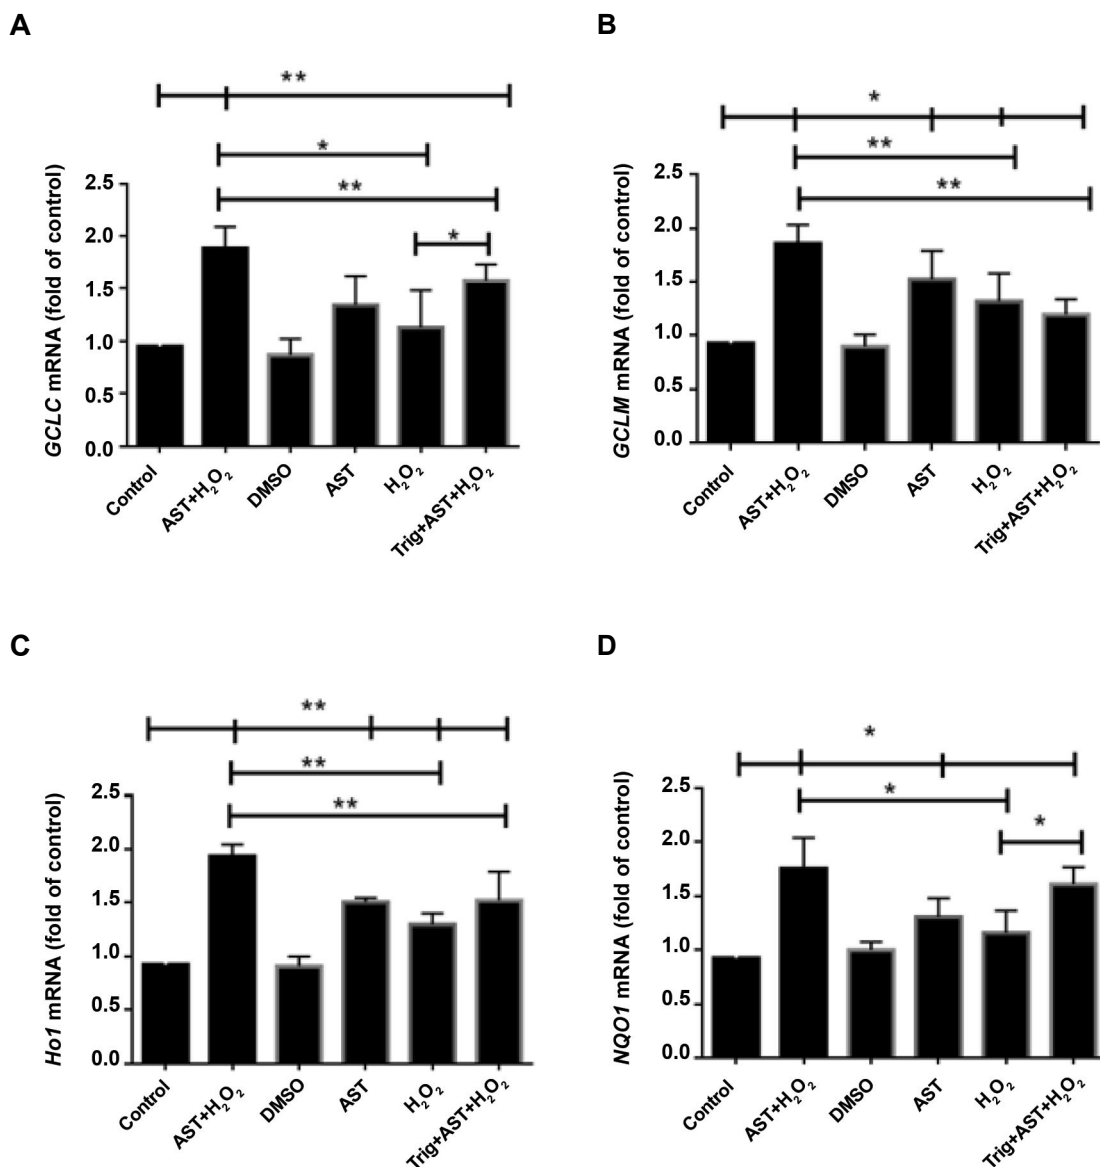 A
**
*
**
*
GCLC mRNA (fold of control)
2.5
2.0
1.5
1.0
0.5
0.0
Control
AST+H₂O₂
DMSO
AST
H₂O₂
Trig+AST+H₂O₂
B
*
**
**
GCLM mRNA (fold of control)
2.5
2.0
1.5
1.0
0.5
0.0
Control
AST+H₂O₂
DMSO
AST
H₂O₂
Trig+AST+H₂O₂
C
**
**
**
Ho1 mRNA (fold of control)
2.5
2.0
1.5
1.0
0.5
0.0
Control
AST+H₂O₂
DMSO
AST
H₂O₂
Trig+AST+H₂O₂
D
*
*
*
NQO1 mRNA (fold of control)
2.5
2.0
1.5
1.0
0.5
0.0
Control
AST+H₂O₂
DMSO
AST
H₂O₂
Trig+AST+H₂O₂